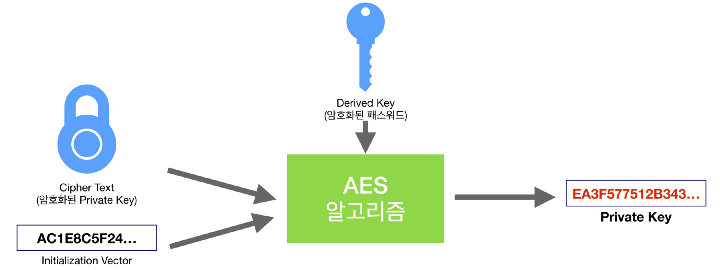 Derived Key
(암호화된 패스워드)
Cipher Text
(암호화된 Private Key)
AC1E8C5F24...
Initialization Vector
AES
알고리즘
EA3F577512B343...
Private Key